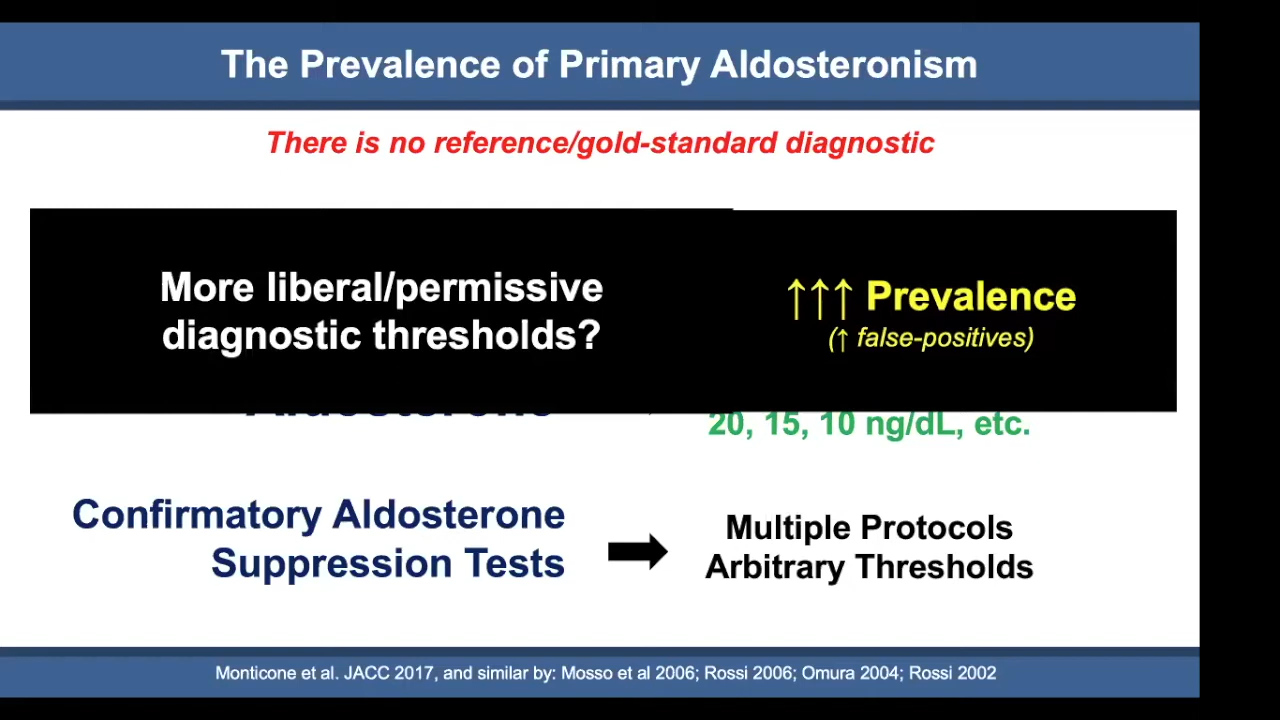 The Prevalence of Primary Aldosteronism
There is no reference/gold-standard diagnostic
More liberal/permissive
diagnostic thresholds?
↑↑↑ Prevalence
(↑ false-positives)
20, 15, 10 ng/dL, etc.
Confirmatory Aldosterone
Suppression Tests
Multiple Protocols
Arbitrary Thresholds
Monticone et al. JACC 2017, and similar by: Mosso et al 2006; Rossi 2006; Omura 2004; Rossi 2002